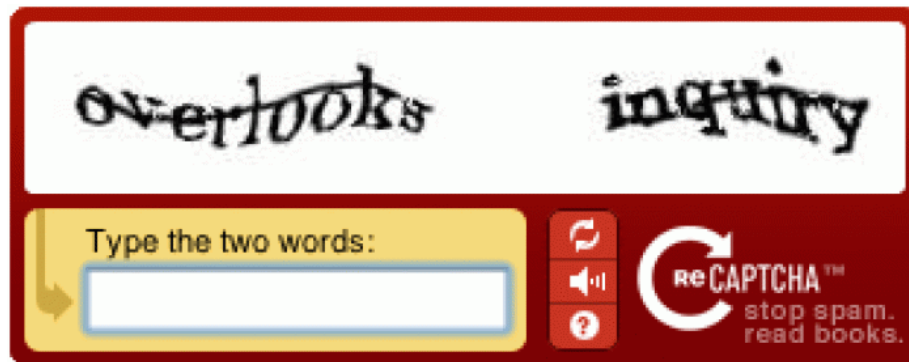 overlooks inquiry
Type the two words:
ReCAPTCHA™
stop spam.
read books.
?